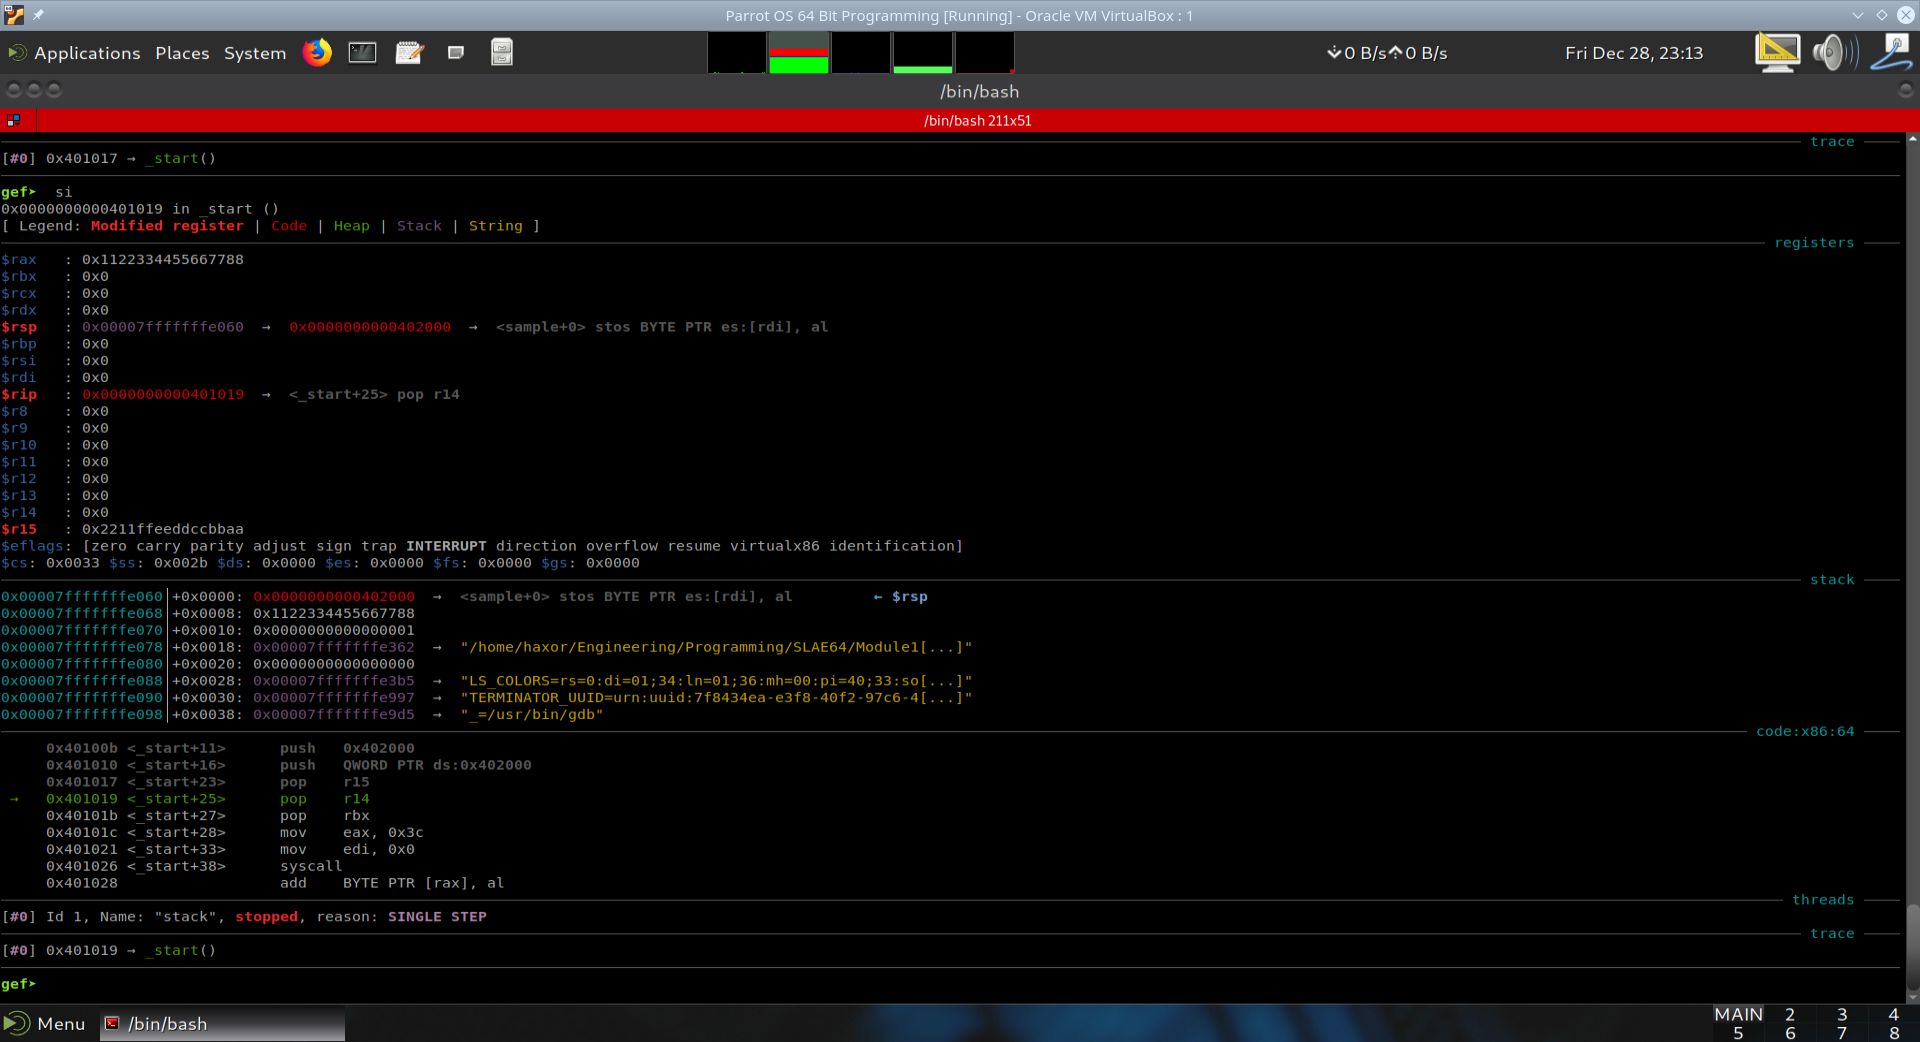 Parrot OS 64 Bit Programming [Running] - Oracle VM VirtualBox : 1
Applications Places System 0 B/s 0 B/s Fri Dec 28, 23:13
/bin/bash
/bin/bash 211x51
trace
[#0] 0x401017 → _start()
gef➤  si
0x0000000000401019 in _start ()
[ Legend: Modified register | Code | Heap | Stack | String ]
registers
$rax   : 0x1122334455667788
$rbx   : 0x0
$rcx   : 0x0
$rdx   : 0x0
$rsp   : 0x00007fffffffe060  →  0x0000000000402000  →  <sample+0> stos BYTE PTR es:[rdi], al
$rbp   : 0x0
$rsi   : 0x0
$rdi   : 0x0
$rip   : 0x0000000000401019  →  <_start+25> pop r14
$r8    : 0x0
$r9    : 0x0
$r10   : 0x0
$r11   : 0x0
$r12   : 0x0
$r13   : 0x0
$r14   : 0x0
$r15   : 0x2211ffeeddccbbaa
$eflags: [zero carry parity adjust sign trap INTERRUPT direction overflow resume virtualx86 identification]
$cs: 0x0033 $ss: 0x002b $ds: 0x0000 $es: 0x0000 $fs: 0x0000 $gs: 0x0000
stack
0x00007fffffffe060│+0x0000: 0x0000000000402000  →  <sample+0> stos BYTE PTR es:[rdi], al         ← $rsp
0x00007fffffffe068│+0x0008: 0x1122334455667788
0x00007fffffffe070│+0x0010: 0x0000000000000001
0x00007fffffffe078│+0x0018: 0x00007fffffffe362  →  "/home/haxor/Engineering/Programming/SLAE64/Module1[...]"
0x00007fffffffe080│+0x0020: 0x0000000000000000
0x00007fffffffe088│+0x0028: 0x00007fffffffe3b5  →  "LS_COLORS=rs=0:di=01;34:ln=01;36:mh=00:pi=40;33:so[...]"
0x00007fffffffe090│+0x0030: 0x00007fffffffe997  →  "TERMINATOR_UUID=urn:uuid:7f8434ea-e3f8-40f2-97c6-4[...]"
0x00007fffffffe098│+0x0038: 0x00007fffffffe9d5  →  "_=/usr/bin/gdb"
code:x86:64
0x40100b <_start+11>      push   0x402000
0x401010 <_start+16>      push   QWORD PTR ds:0x402000
0x401017 <_start+23>      pop    r15
→   0x401019 <_start+25>      pop    r14
0x40101b <_start+27>      pop    rbx
0x40101c <_start+28>      mov    eax, 0x3c
0x401021 <_start+33>      mov    edi, 0x0
0x401026 <_start+38>      syscall
0x401028                  add    BYTE PTR [rax], al
threads
[#0] Id 1, Name: "stack", stopped, reason: SINGLE STEP
trace
[#0] 0x401019 → _start()
gef➤
Menu /bin/bash
MAIN 2 3 4
5 6 7 8